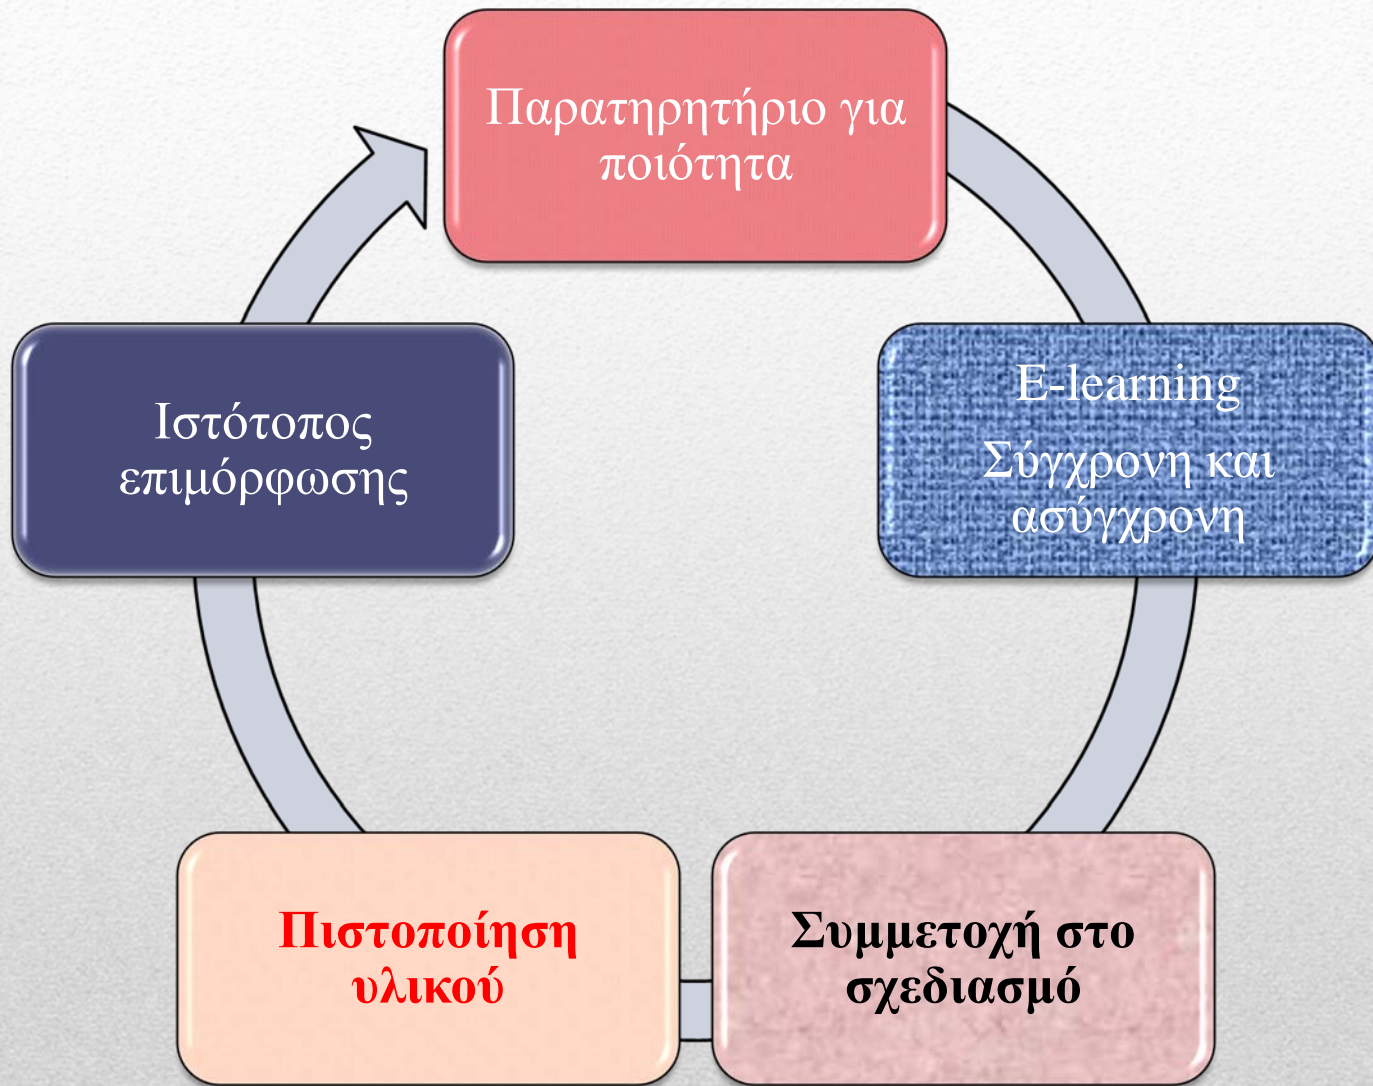 Παρατηρητήριο για
ποιότητα
E-learning
Σύγχρονη και
ασύγχρονη
Συμμετοχή στο
σχεδιασμό
Πιστοποίηση
υλικού
Ιστότοπος
επιμόρφωσης